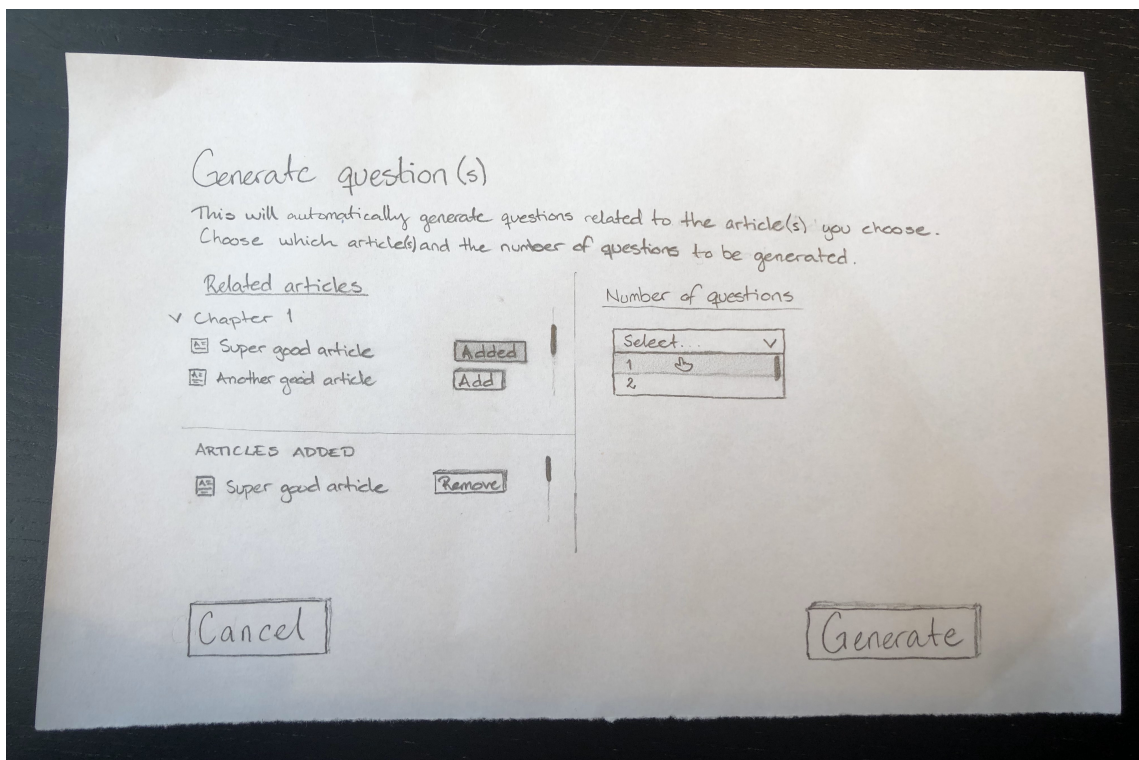 Generate question(s)
This will automatically generate questions related to the article(s) you choose.
Choose which article(s) and the number of questions to be generated.
Related articles
Chapter 1
Super good article
Added
Another good article
Add
ARTICLES ADDED
Super good article
Remove
Number of questions
Select...
1
2
Cancel
Generate